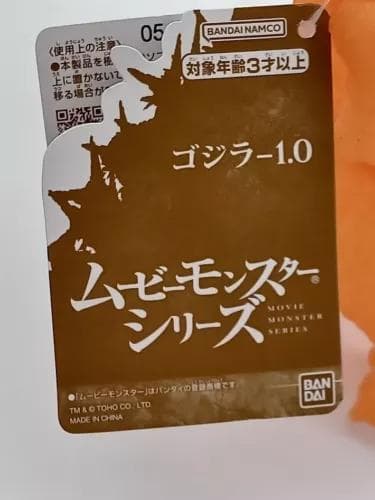 05
BANDAI NAMCO
〈使用上の注意
●本製品を極
上に置かないで
移る場合が
対象年齢3才以上
ゴジラ-1.0
ムービーモンスター®
シリーズ
MOVIE
MONSTER
SERIES
●「ムービーモンスター」はバンダイの登録商標です。
TM & © TOHO CO., LTD.
MADE IN CHINA
BAN
DAI